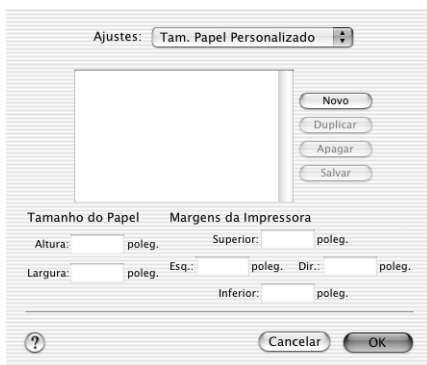 Ajustes: Tam. Papel Personalizado
Novo
Duplicar
Apagar
Salvar
Tamanho do Papel Margens da Impressora
Altura: poleg. Superior: poleg.
Largura: poleg. Esq.: poleg. Dir.: poleg.
Inferior: poleg.
? Cancelar OK